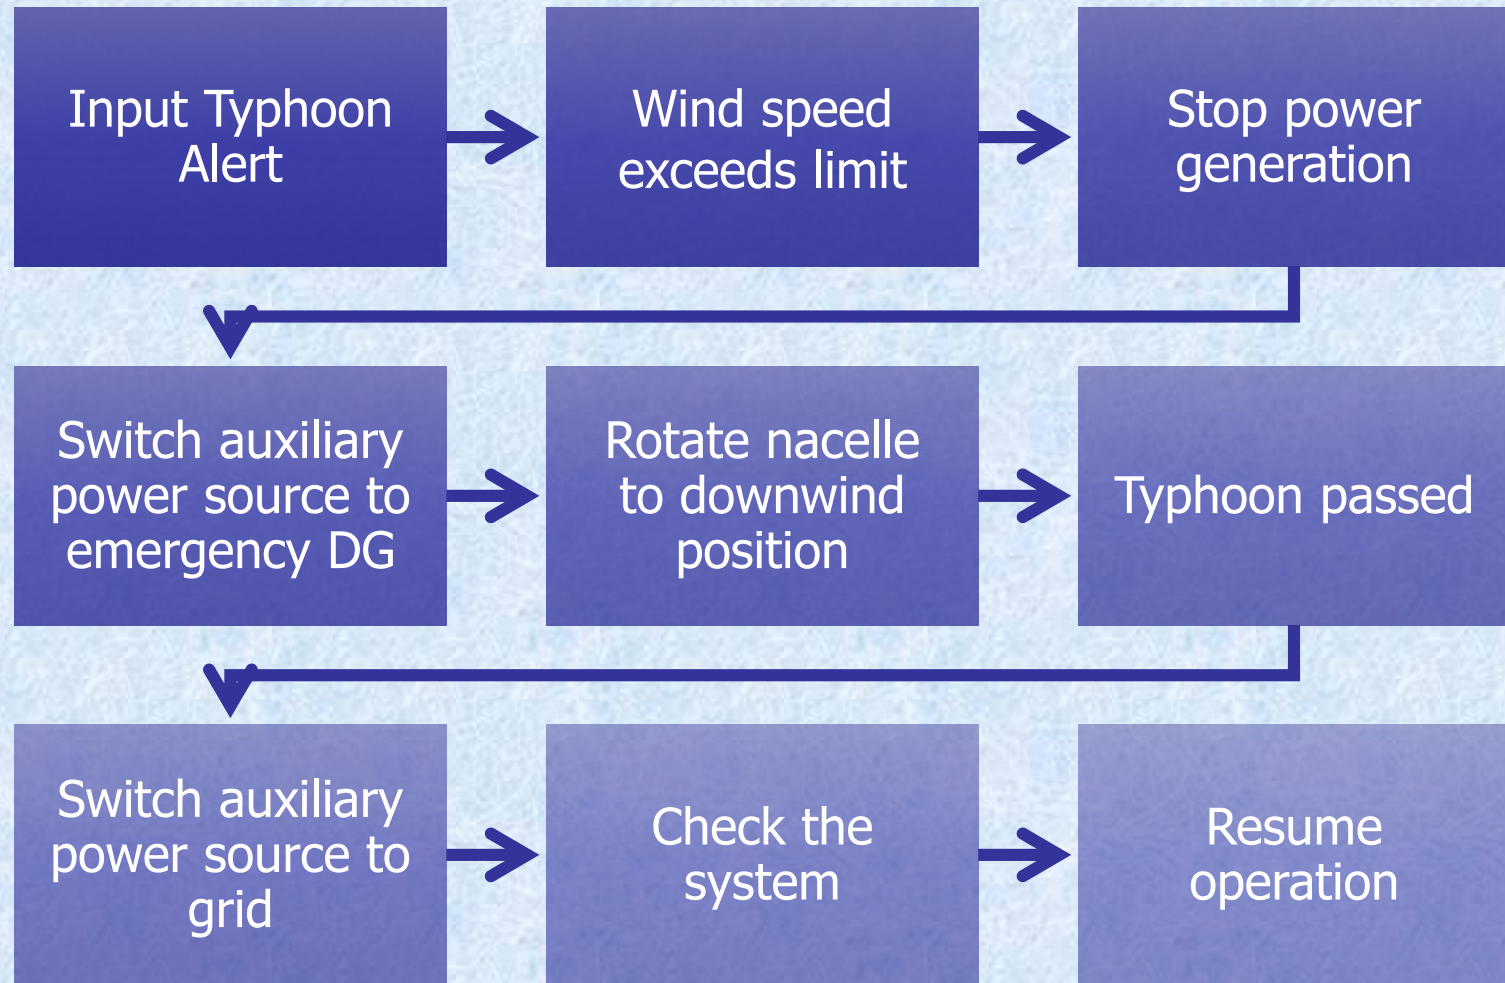 Input Typhoon
Alert
Wind speed
exceeds limit
Stop power
generation
Switch auxiliary
power source to
emergency DG
Rotate nacelle
to downwind
position
Typhoon passed
Switch auxiliary
power source to
grid
Check the
system
Resume
operation